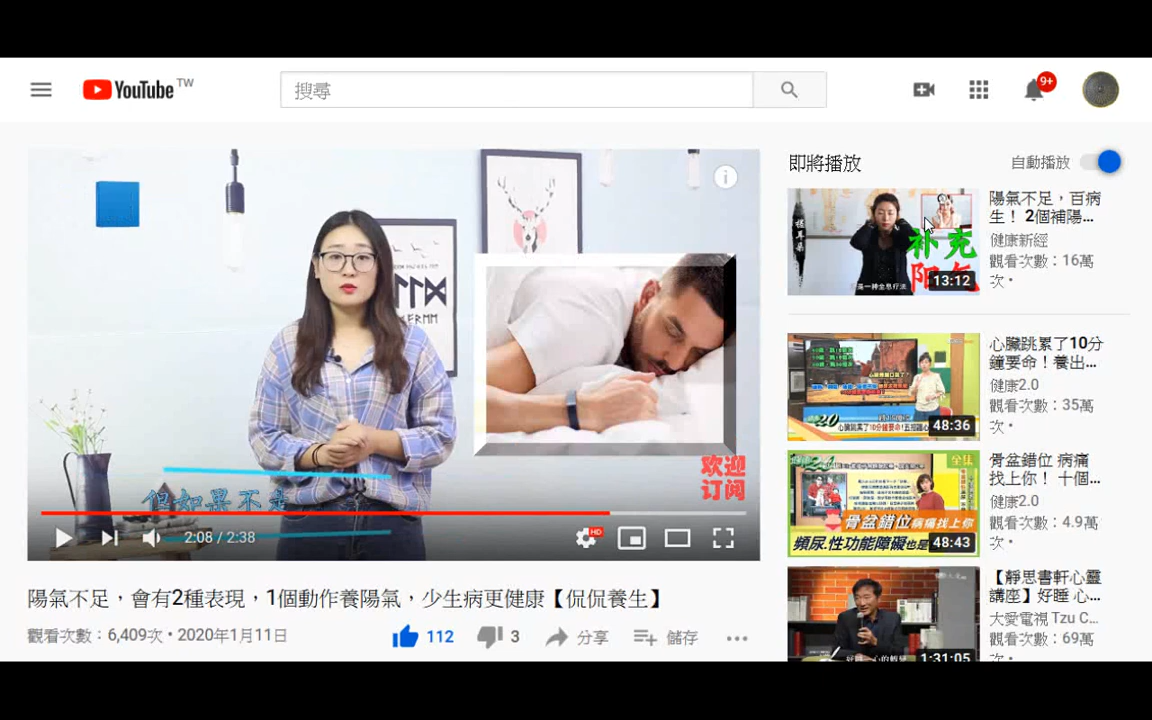 YouTube TW
搜尋
9+
欢迎
订阅
但如果不是
2:08 / 2:38
HD
陽氣不足，會有2種表現，1個動作養陽氣，少生病更健康【侃侃養生】
觀看次數：6,409次 • 2020年1月11日
112
3
分享
儲存
即將播放
自動播放
补充
阳气
13:12
陽氣不足，百病
生！ 2個補陽...
健康新經
觀看次數：16萬
次 •
48:36
心臟跳累了10分
鐘要命！養出...
健康2.0
觀看次數：35萬
次 •
全集
骨盆錯位 病痛找上你
頻尿.性功能障礙也是
48:43
骨盆錯位 病痛
找上你！ 十個...
健康2.0
觀看次數：4.9萬
次 •
1:31:05
【靜思書軒心靈
講座】好睡 心...
大愛電視 Tzu C...
觀看次數：69萬
次 •